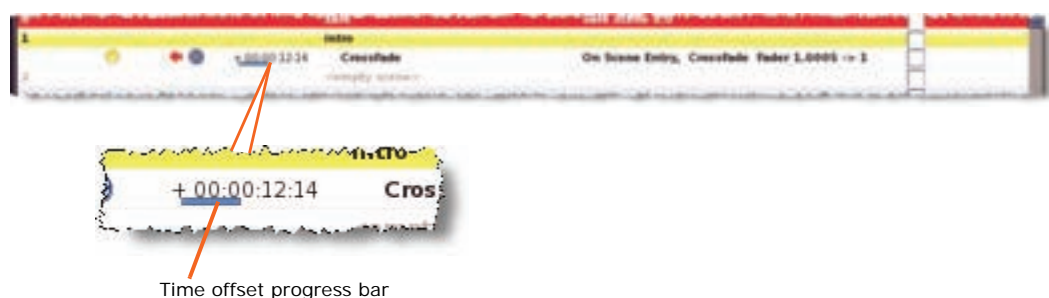 1 Intro
+ 00:00:12:14 Crossfade On Scene Entry, Crossfade Fader 1.000S -> 1
2 <empty scene>
+ 00:00:12:14 Cros
Time offset progress bar